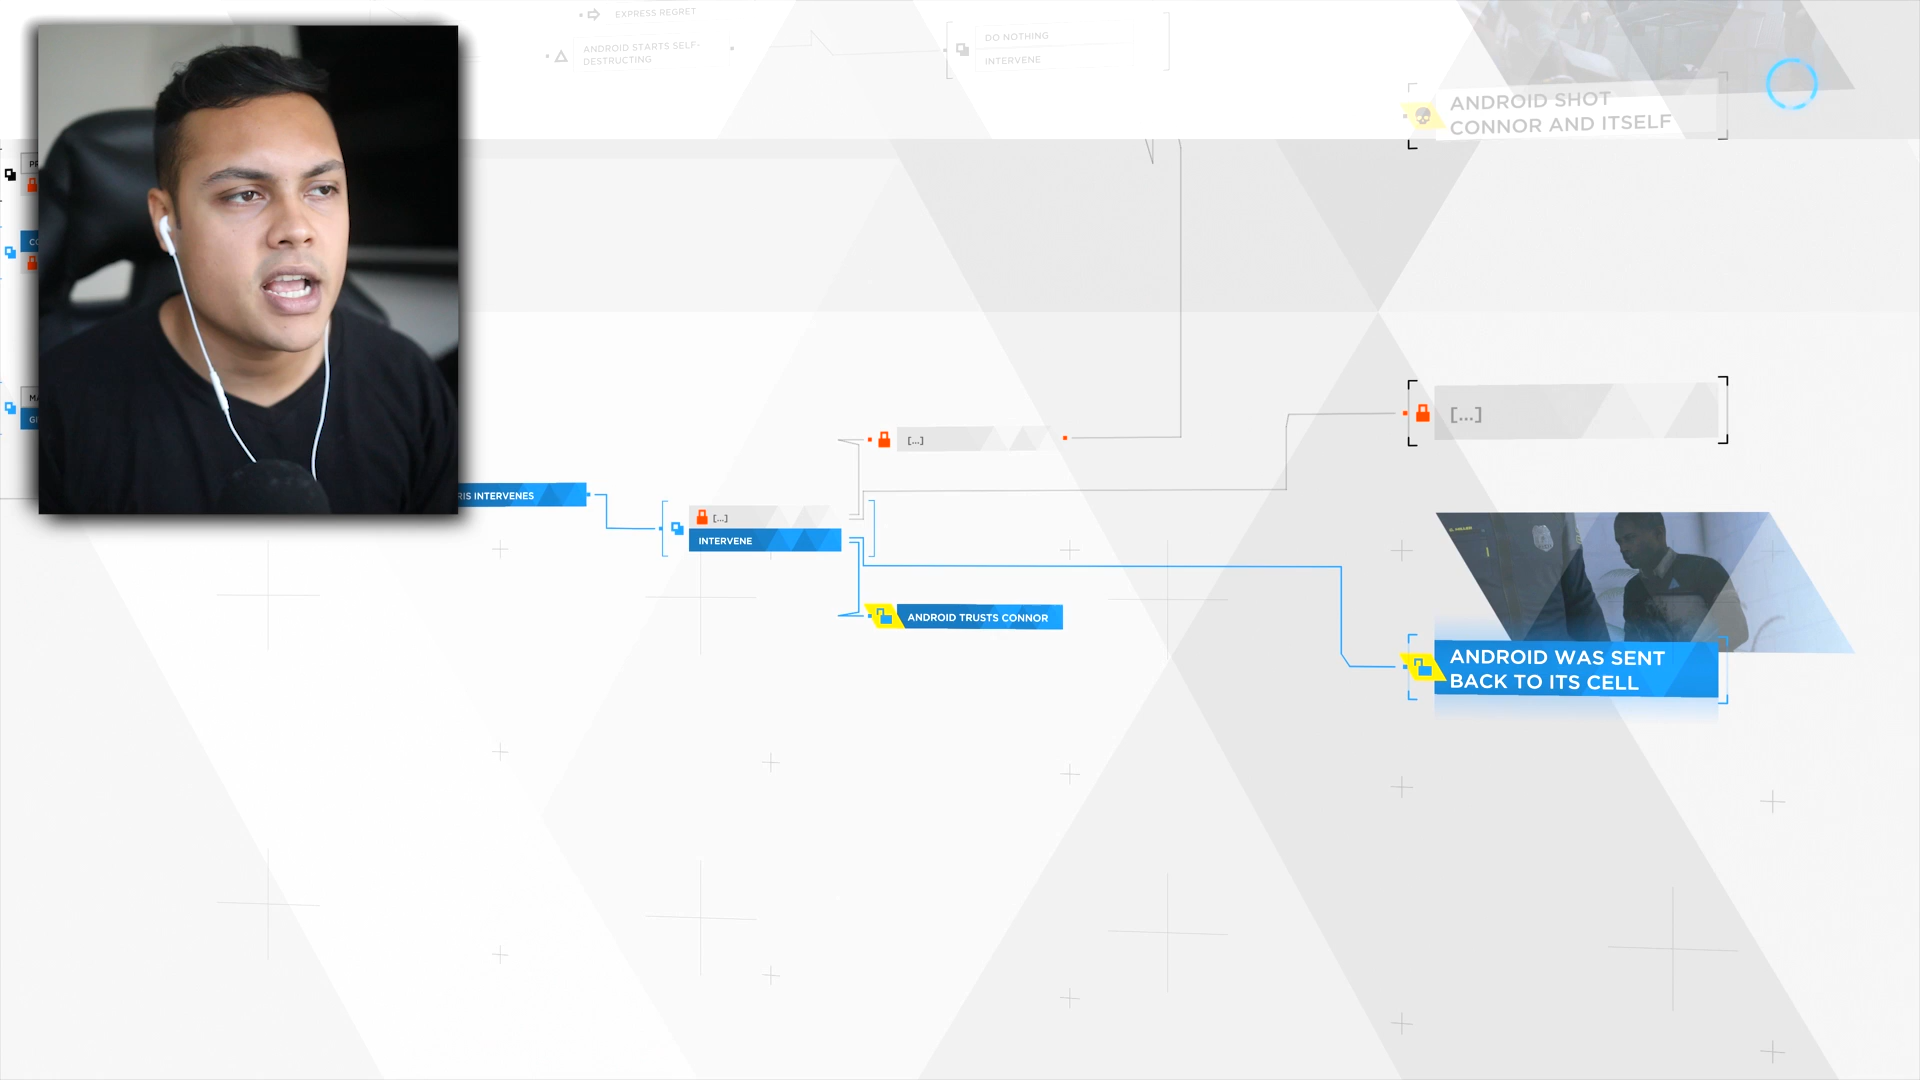 EXPRESS REGRET
ANDROID STARTS SELF-
DESTRUCTING
DO NOTHING
INTERVENE
ANDROID SHOT
CONNOR AND ITSELF
[...]
[...]
RIS INTERVENES
[...]
INTERVENE
ANDROID TRUSTS CONNOR
ANDROID WAS SENT
BACK TO ITS CELL